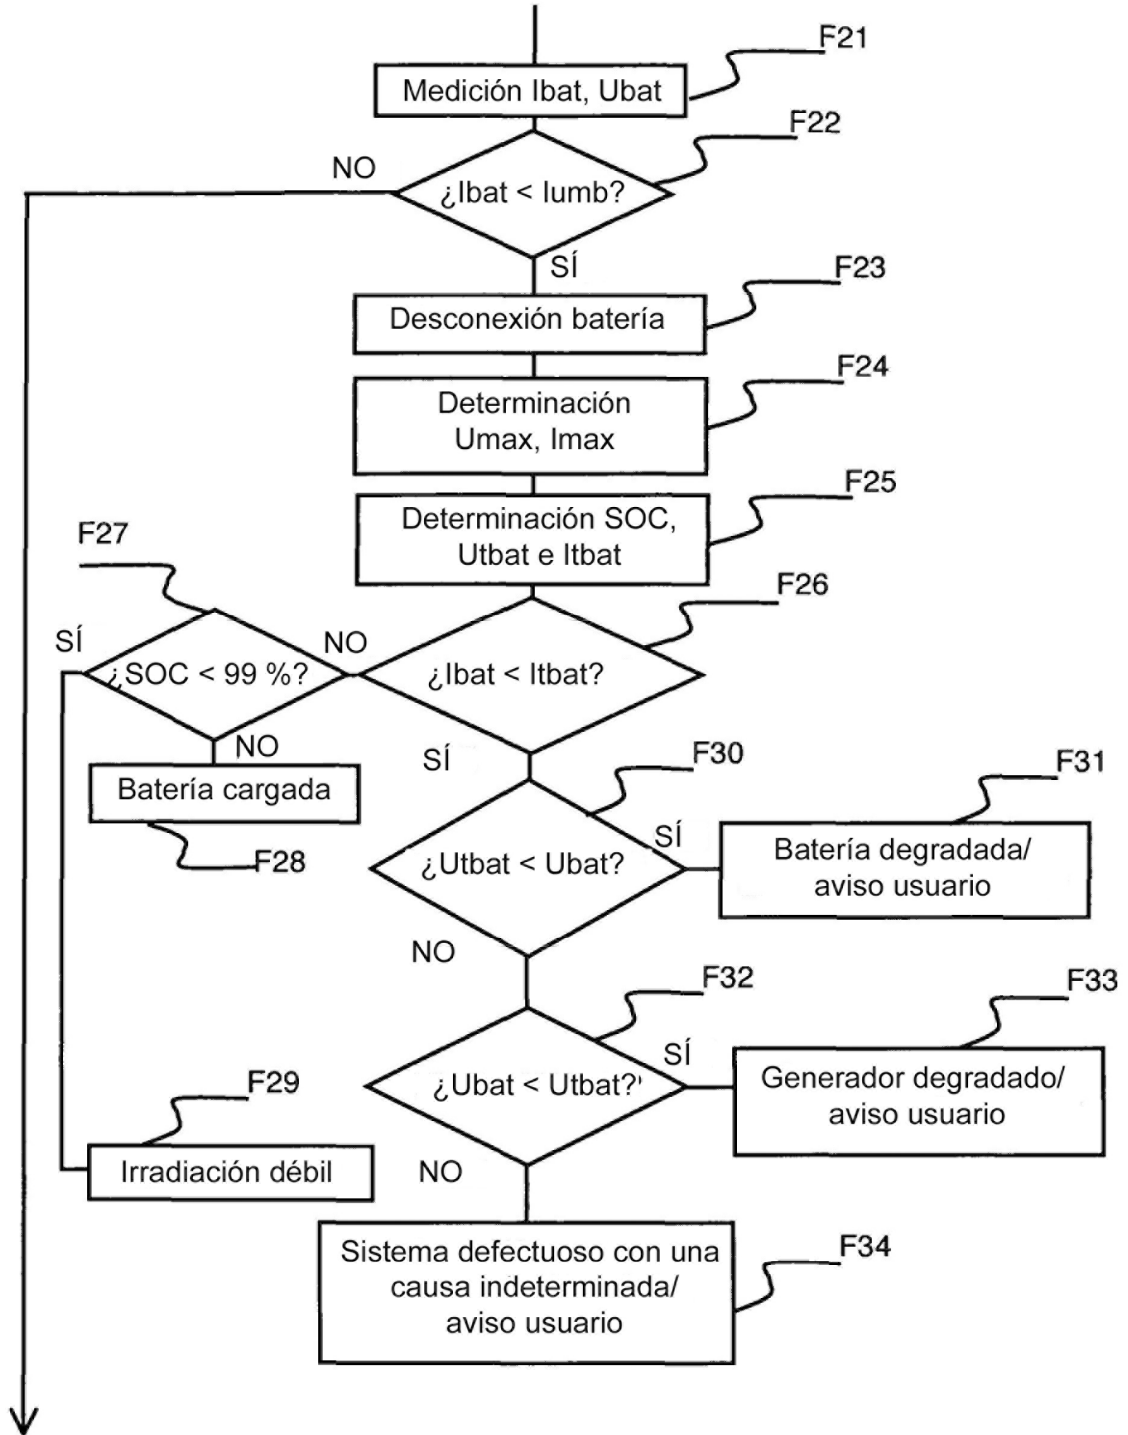 F21
Medición Ibat, Ubat
F22
NO
¿Ibat < Iumb?
SÍ
F23
Desconexión batería
F24
Determinación
Umax, Imax
F25
Determinación SOC,
Utbat e Itbat
F27
F26
SÍ
NO
¿SOC < 99 %?
¿Ibat < Itbat?
NO
SÍ
F30
F31
Batería cargada
SÍ
Batería degradada/
aviso usuario
F28
¿Utbat < Ubat?
NO
F32
F33
SÍ
Generador degradado/
aviso usuario
F29
¿Ubat < Utbat?
Irradiación débil
NO
F34
Sistema defectuoso con una
causa indeterminada/
aviso usuario